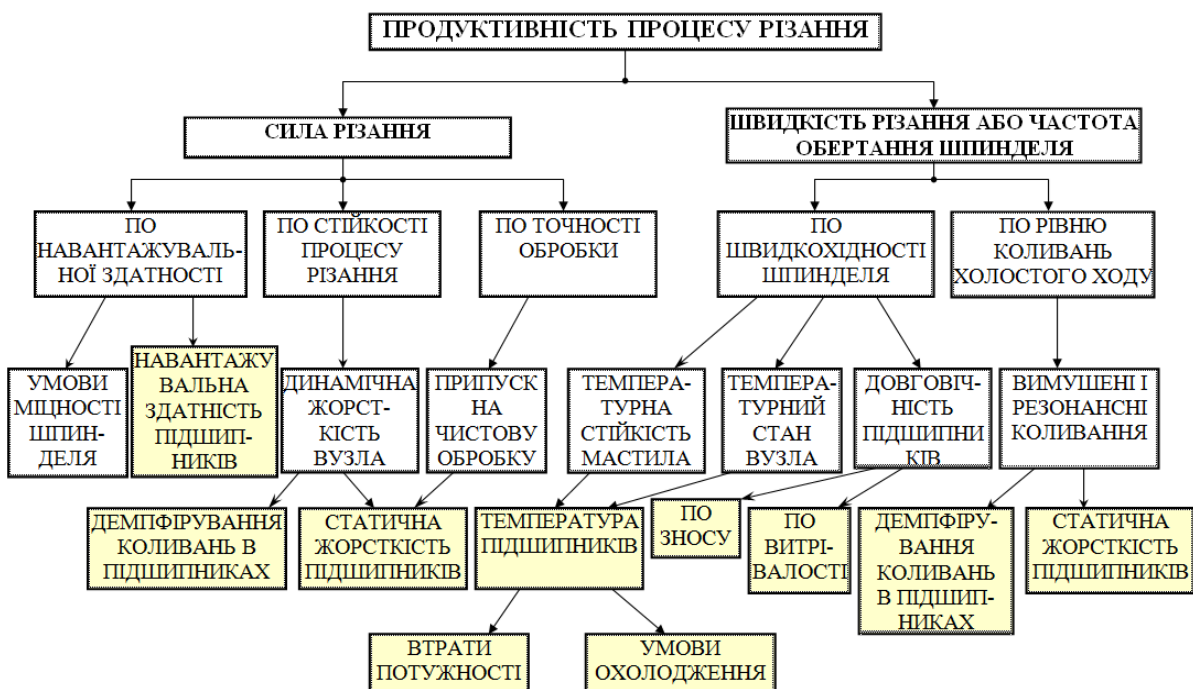 ПРОДУКТИВНІСТЬ ПРОЦЕСУ РІЗАННЯ
СИЛА РІЗАННЯ
ШВИДКІСТЬ РІЗАННЯ АБО ЧАСТОТА
ОБЕРТАННЯ ШПИНДЕЛЯ
ПО
НАВАНТАЖУВАЛЬ-
НОЇ ЗДАТНОСТІ
ПО СТІЙКОСТІ
ПРОЦЕСУ
РІЗАННЯ
ПО ТОЧНОСТІ
ОБРОБКИ
ПО
ШВИДКОХІДНОСТІ
ШПИНДЕЛЯ
ПО РІВНЮ
КОЛИВАНЬ
ХОЛОСТОГО ХОДУ
УМОВИ
МІЦНОСТІ
ШПИН-
ДЕЛЯ
НАВАНТАЖУ
ВАЛЬНА
ЗДАТНІСТЬ
ПІДШИП-
НИКІВ
ДИНАМІЧНА
ЖОРСТ-
КІСТЬ
ВУЗЛА
ПРИПУСК
НА
ЧИСТОВУ
ОБРОБКУ
ТЕМПЕРА-
ТУРНА
СТІЙКІСТЬ
МАСТИЛА
ТЕМПЕРА-
ТУРНИЙ
СТАН
ВУЗЛА
ДОВГОВІЧ-
НІСТЬ
ПІДШИПНИ
КІВ
ВИМУШЕНІ І
РЕЗОНАНСНІ
КОЛИВАННЯ
ДЕМПФІРУВАННЯ
КОЛИВАНЬ В
ПІДШИПНИКАХ
СТАТИЧНА
ЖОРСТКІСТЬ
ПІДШИПНИКІВ
ТЕМПЕРАТУРА
ПІДШИПНИКІВ
ПО
ЗНОСУ
ПО
ВИТРІ-
ВАЛОСТІ
ДЕМПФІРУ-
ВАННЯ
КОЛИВАНЬ
В ПІДШИП-
НИКАХ
СТАТИЧНА
ЖОРСТКІСТЬ
ПІДШИПНИКІВ
ВТРАТИ
ПОТУЖНОСТІ
УМОВИ
ОХОЛОДЖЕННЯ